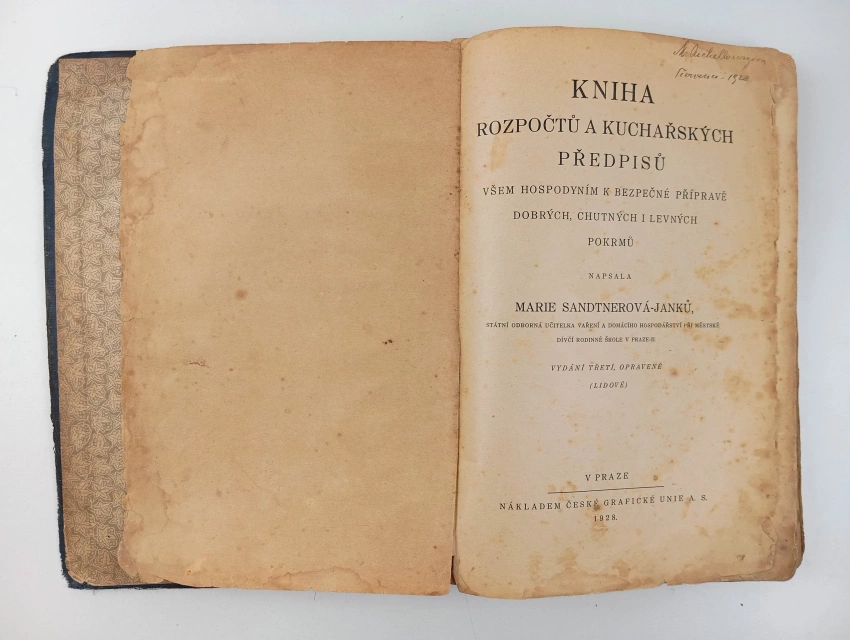 KNIHA
ROZPOČTŮ A KUCHAŘSKÝCH
PŘEDPISŮ
VŠEM HOSPODYNÍM K BEZPEČNÉ PŘÍPRAVĚ
DOBRÝCH, CHUTNÝCH I LEVNÝCH
POKRMŮ
NAPSALA
MARIE SANDTNEROVÁ-JANKŮ,
STÁTNÍ ODBORNÁ UČITELKA VAŘENÍ A DOMÁCÍHO HOSPODÁŘSTVÍ PŘI MĚSTSKÉ
DÍVČÍ RODINNÉ ŠKOLE V PRAZE-II.
VYDÁNÍ TŘETÍ, OPRAVENÉ
(LIDOVÉ)
V PRAZE
NÁKLADEM ČESKÉ GRAFICKÉ UNIE A. S.
1928.